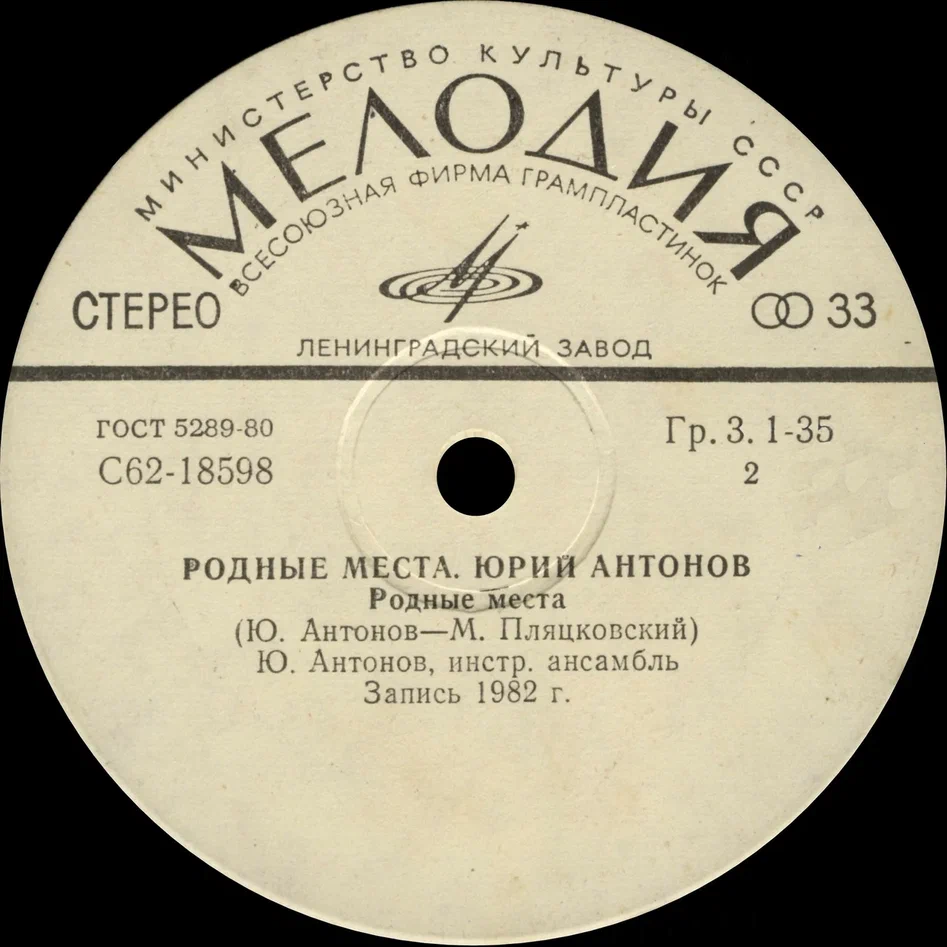 МИНИСТЕРСТВО КУЛЬТУРЫ СССР
МЕЛОДИЯ
ВСЕСОЮЗНАЯ ФИРМА ГРАМПЛАСТИНОК
СТЕРЕО
33
ЛЕНИНГРАДСКИЙ ЗАВОД
ГОСТ 5289-80
Гр. 3. 1-35
С62-18598
2
РОДНЫЕ МЕСТА. ЮРИЙ АНТОНОВ
Родные места
(Ю. Антонов—М. Пляцковский)
Ю. Антонов, инстр. ансамбль
Запись 1982 г.